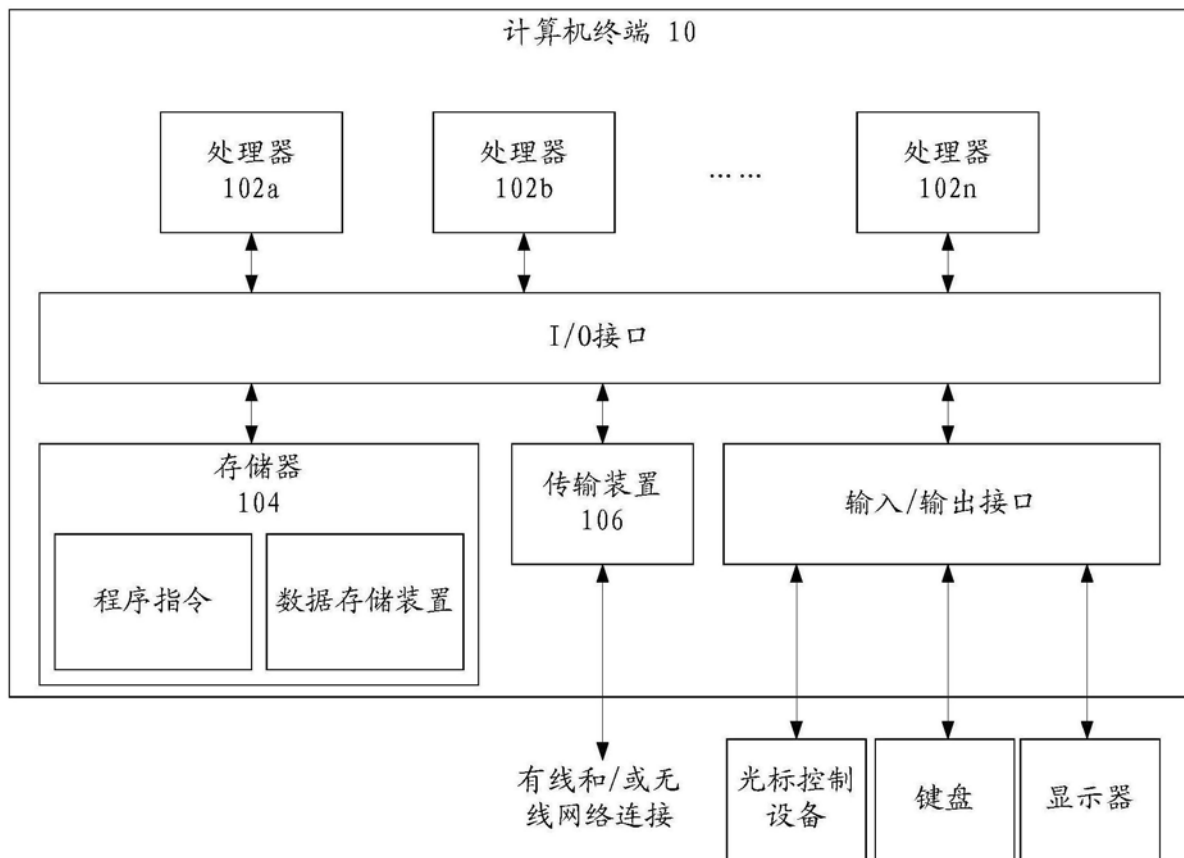 计算机终端 10
处理器
102a
处理器
102b
……
处理器
102n
I/O接口
存储器
104
程序指令
数据存储装置
传输装置
106
输入/输出接口
有线和/或无
线网络连接
光标控制
设备
键盘
显示器